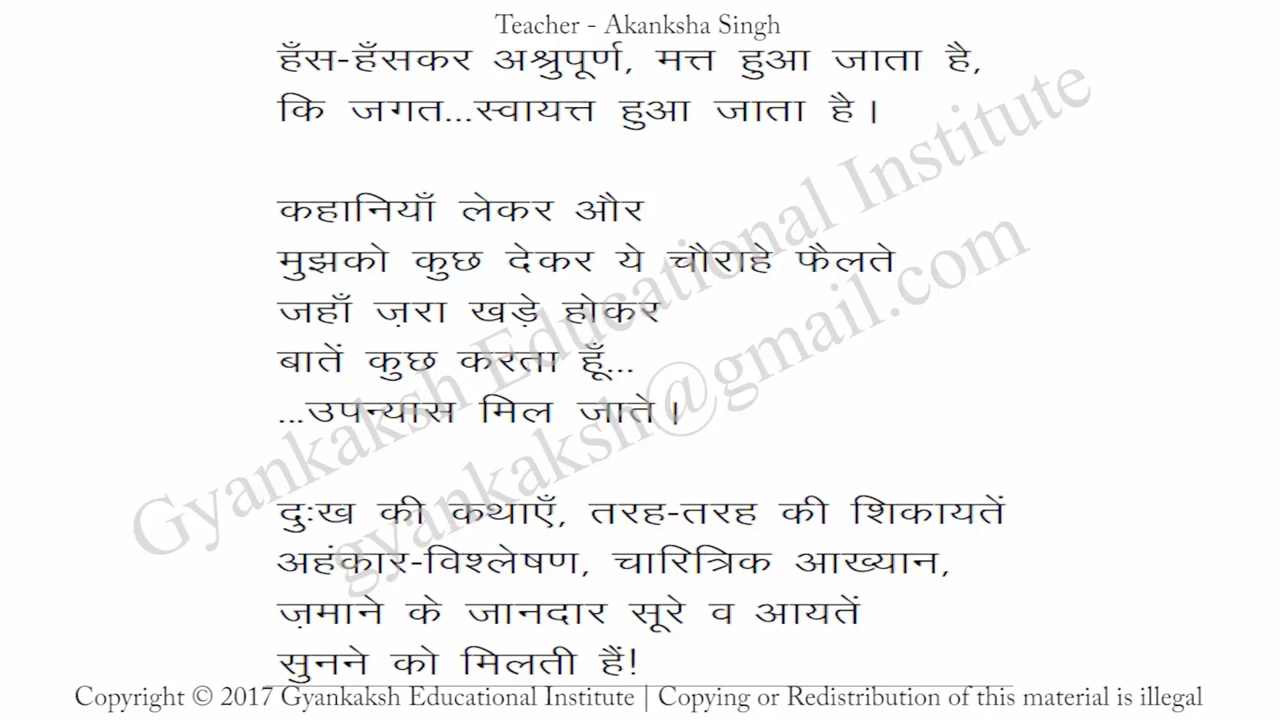 Teacher - Akanksha Singh
हँस-हँसकर अश्रुपूर्ण, मत्त हुआ जाता है,
कि जगत...स्वायत्त हुआ जाता है।
कहानियाँ लेकर और
मुझको कुछ देकर ये चौराहे फैलते
जहाँ ज़रा खड़े होकर
बातें कुछ करता हूँ...
...उपन्यास मिल जाते।
दुःख की कथाएँ, तरह-तरह की शिकायतें
अहंकार-विश्लेषण, चारित्रिक आख्यान,
ज़माने के जानदार सूरे व आयतें
सुनने को मिलती हैं!
Gyankaksh Educational Institute
gyankaksh@gmail.com
Copyright © 2017 Gyankaksh Educational Institute | Copying or Redistribution of this material is illegal